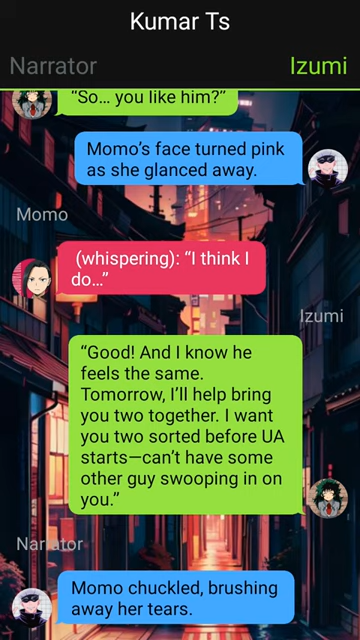 Kumar Ts
Narrator
Izumi
“So... you like him?”
Momo’s face turned pink
as she glanced away.
Momo
(whispering): “I think I
do...”
Izumi
“Good! And I know he
feels the same.
Tomorrow, I’ll help bring
you two together. I want
you two sorted before UA
starts—can’t have some
other guy swooping in on
you.”
Narrator
Momo chuckled, brushing
away her tears.